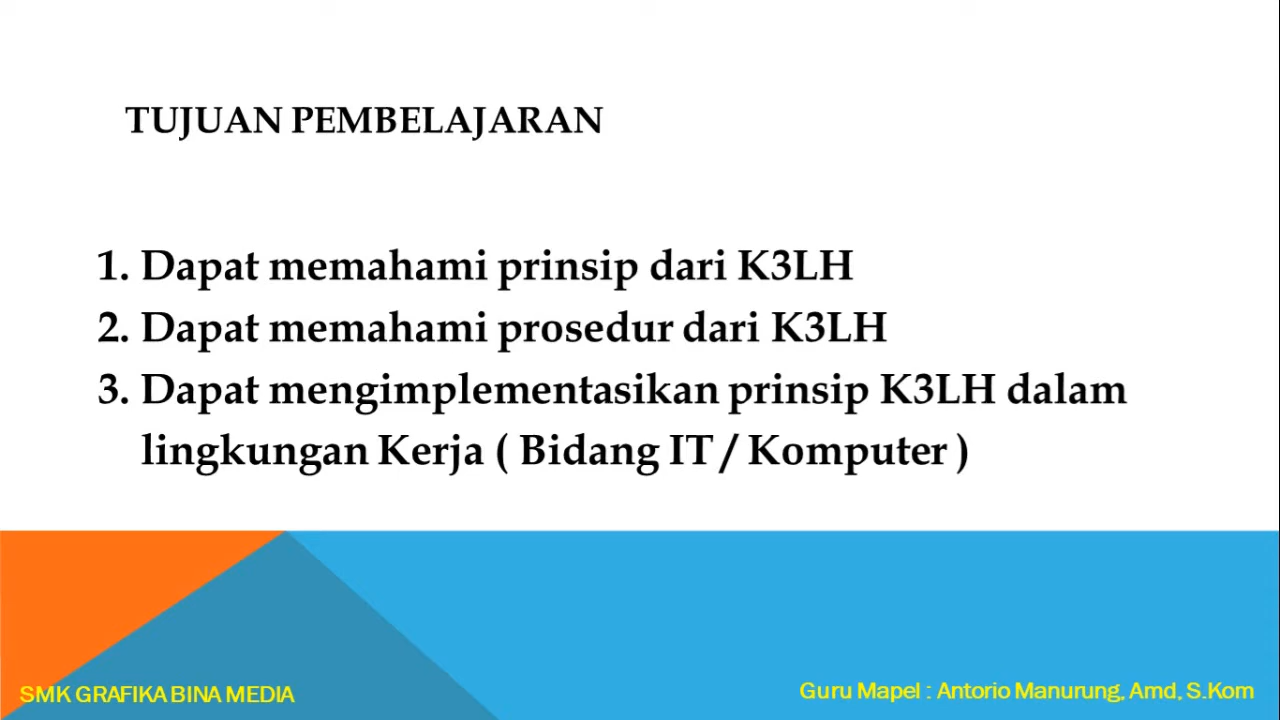 TUJUAN PEMBELAJARAN
1. Dapat memahami prinsip dari K3LH
2. Dapat memahami prosedur dari K3LH
3. Dapat mengimplementasikan prinsip K3LH dalam
lingkungan Kerja ( Bidang IT / Komputer )
SMK GRAFIKA BINA MEDIA
Guru Mapel : Antorio Manurung, Amd, S.Kom